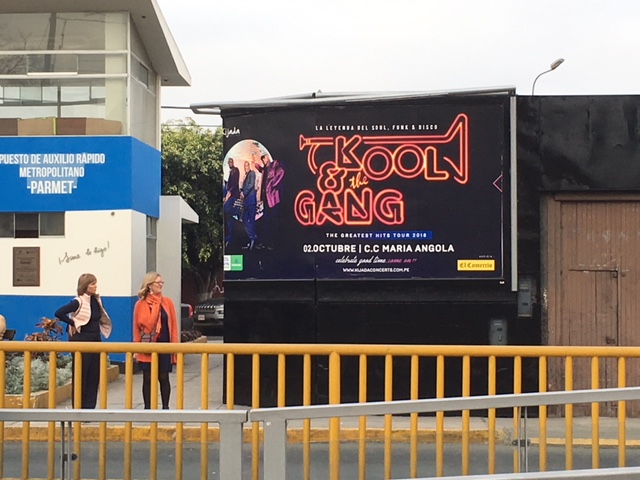 PUESTO DE AUXILIO RÁPIDO
METROPOLITANO
-PARMET-
LA LEYENDA DEL SOUL, FUNK & DISCO
KOOL
& the
GANG
THE GREATEST HITS TOUR 2018
02.OCTUBRE | C.C MARIA ANGOLA
celebrate good time..come on!!
WWW.KIJADACONCERTS.COM.PE
El Comercio